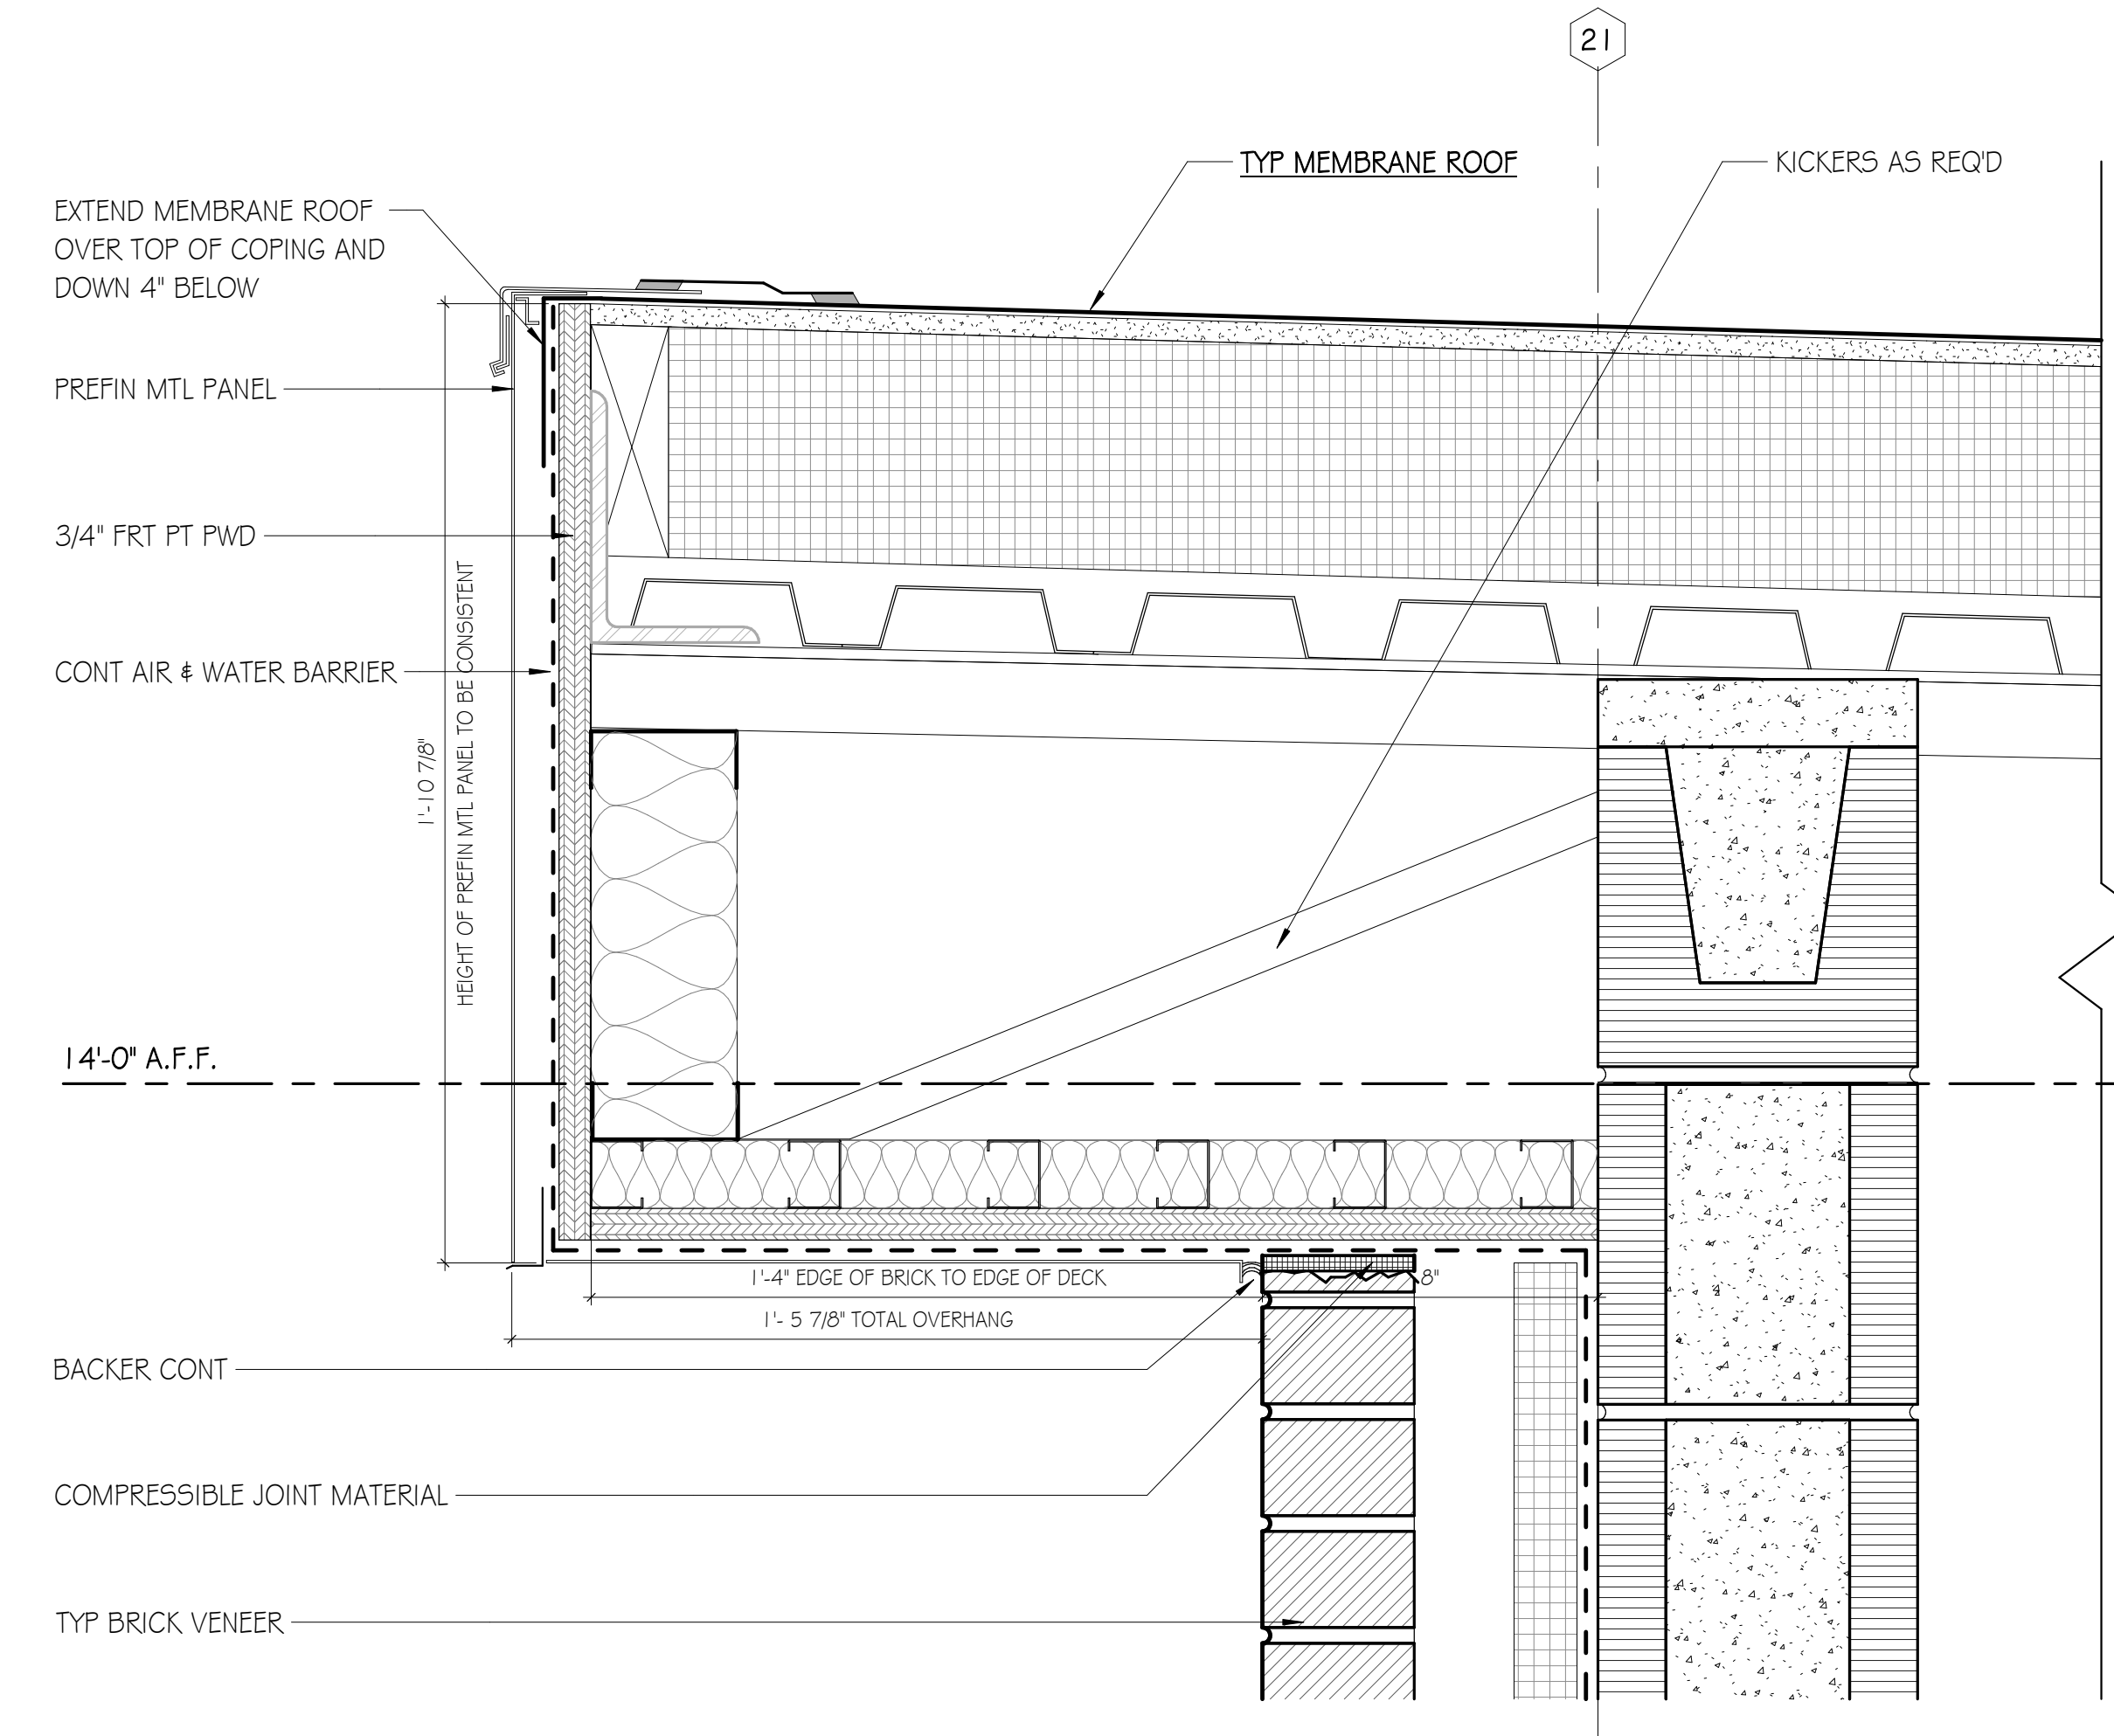 21
TYP MEMBRANE ROOF
KICKERS AS REQ'D
EXTEND MEMBRANE ROOF
OVER TOP OF COPING AND
DOWN 4" BELOW
PREFIN MTL PANEL
3/4" FRT PT PWD
CONT AIR & WATER BARRIER
1'-10 7/8"
HEIGHT OF PREFIN MTL PANEL TO BE CONSISTENT
14'-0" A.F.F.
1'-4" EDGE OF BRICK TO EDGE OF DECK
8"
1'- 5 7/8" TOTAL OVERHANG
BACKER CONT
COMPRESSIBLE JOINT MATERIAL
TYP BRICK VENEER